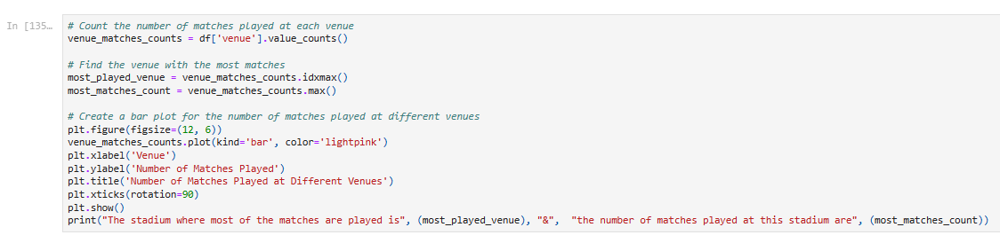 In [135…
# Count the number of matches played at each venue
venue_matches_counts = df['venue'].value_counts()
# Find the venue with the most matches
most_played_venue = venue_matches_counts.idxmax()
most_matches_count = venue_matches_counts.max()
# Create a bar plot for the number of matches played at different venues
plt.figure(figsize=(12, 6))
venue_matches_counts.plot(kind='bar', color='lightpink')
plt.xlabel('Venue')
plt.ylabel('Number of Matches Played')
plt.title('Number of Matches Played at Different Venues')
plt.xticks(rotation=90)
plt.show()
print("The stadium where most of the matches are played is", (most_played_venue), "&",  "the number of matches played at this stadium are", (most_matches_count))